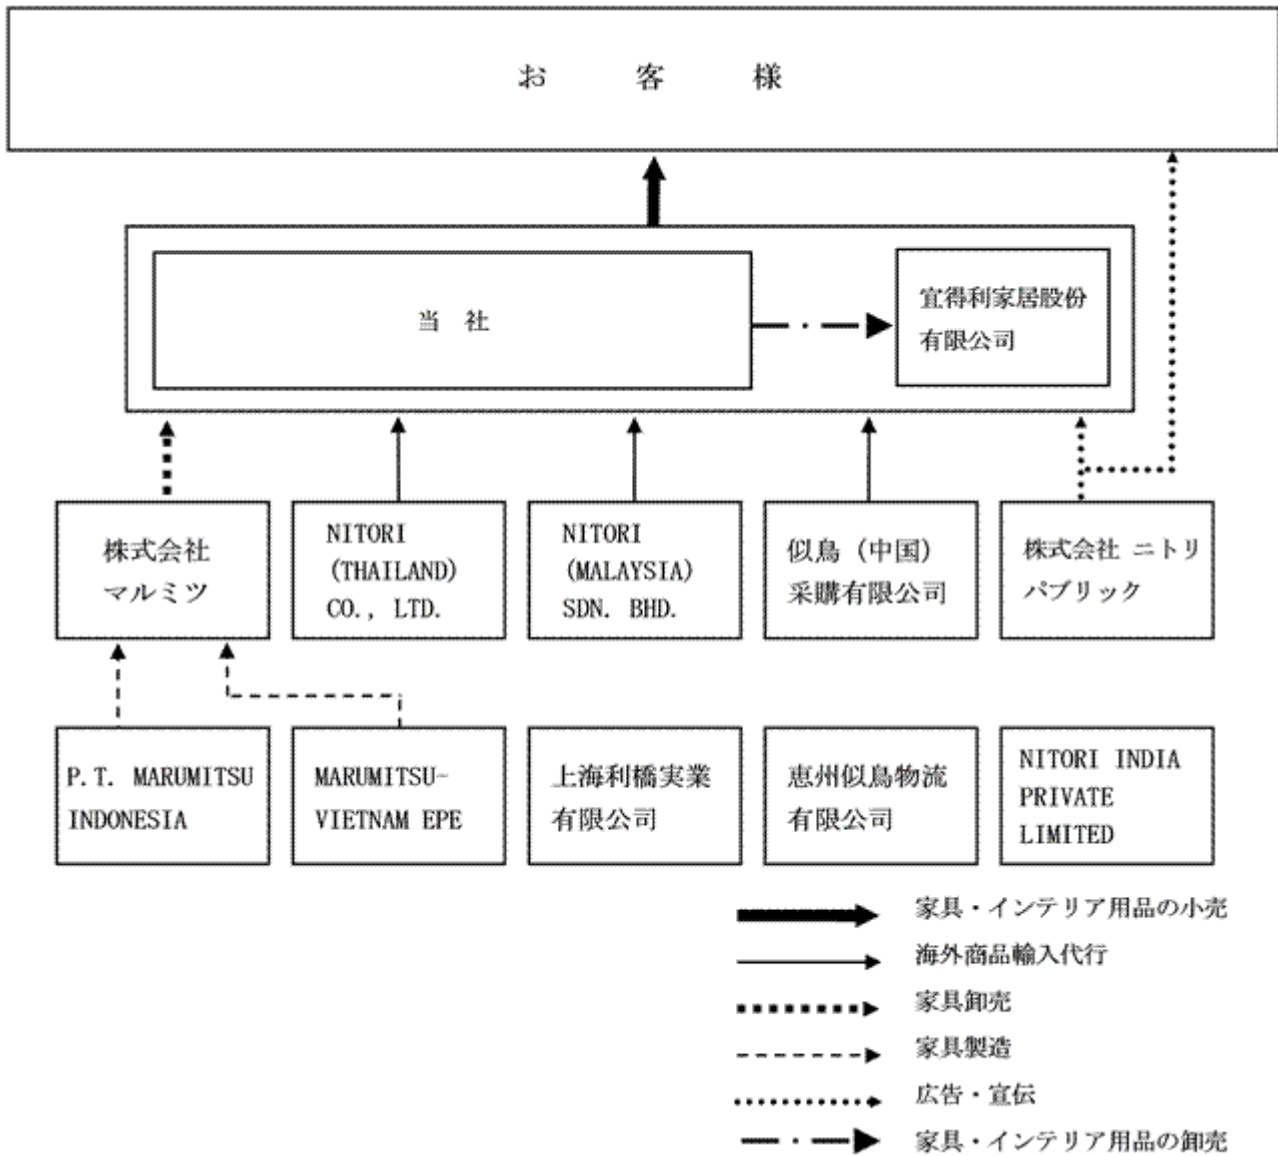 お　客　様
当　社
宜得利家居股份
有限公司
株式会社
マルミツ
NITORI
(THAILAND)
CO., LTD.
NITORI
(MALAYSIA)
SDN. BHD.
似鳥（中国）
采購有限公司
株式会社 ニトリ
パブリック
P.T. MARUMITSU
INDONESIA
MARUMITSU-
VIETNAM EPE
上海利橋実業
有限公司
恵州似鳥物流
有限公司
NITORI INDIA
PRIVATE
LIMITED
家具・インテリア用品の小売
海外商品輸入代行
家具卸売
家具製造
広告・宣伝
家具・インテリア用品の卸売